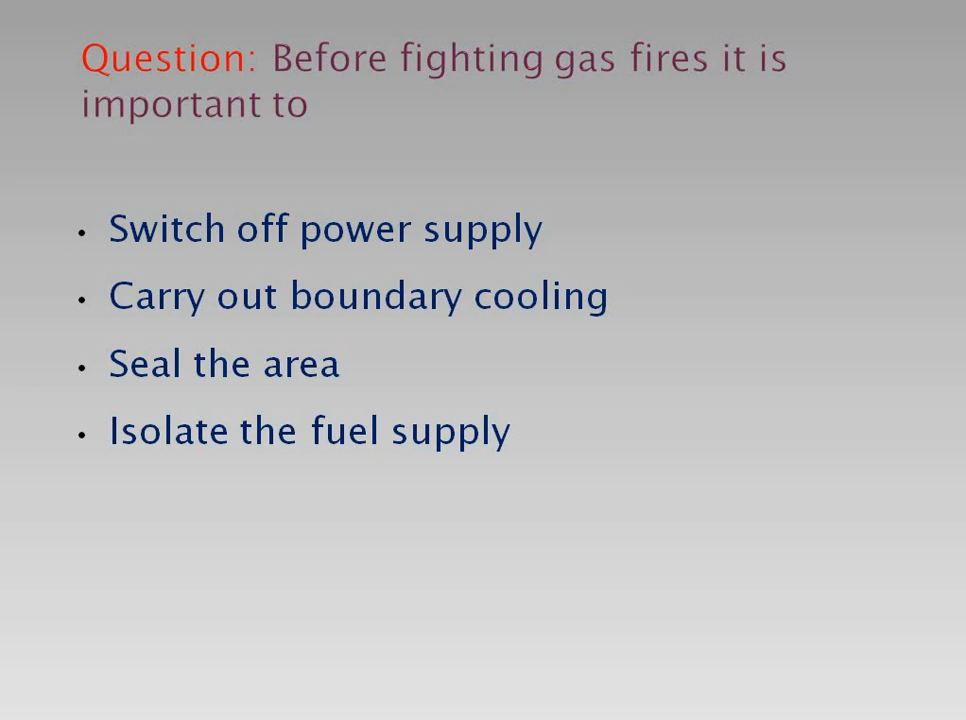 Question: Before fighting gas fires it is
important to
• Switch off power supply
• Carry out boundary cooling
• Seal the area
• Isolate the fuel supply